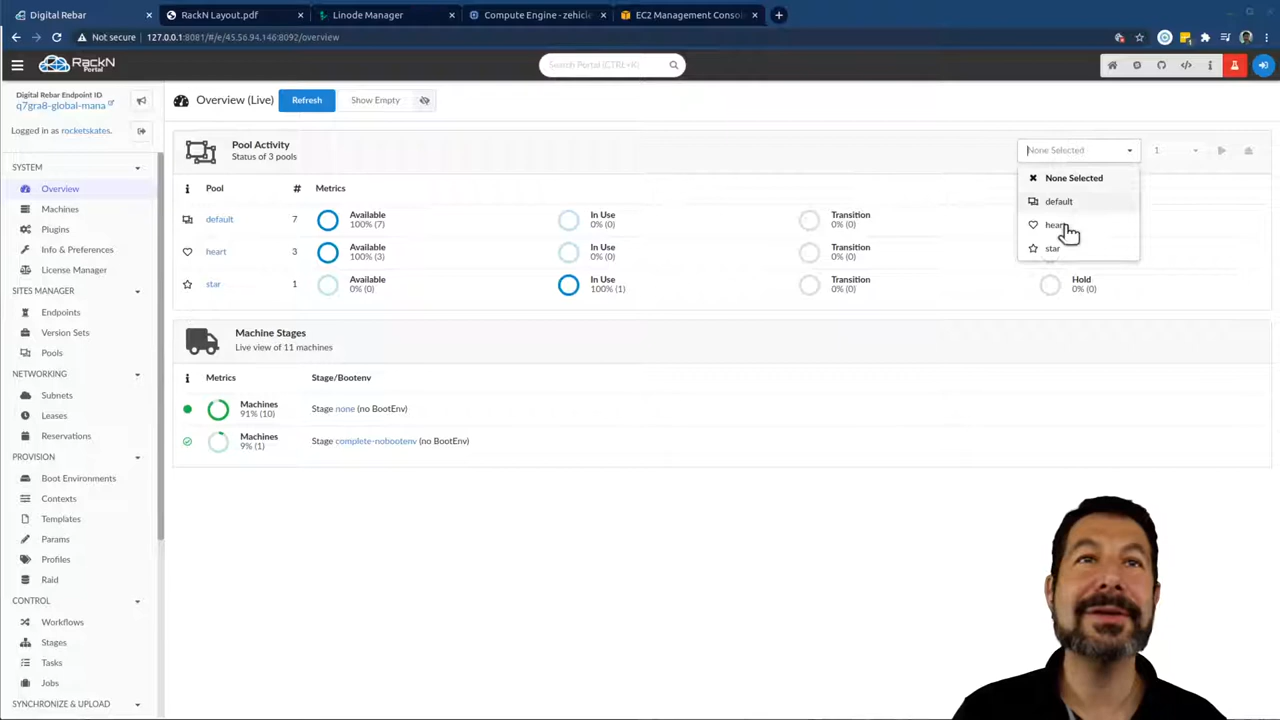 Digital Rebar
RackN Layout.pdf
Linode Manager
Compute Engine - zehicle
EC2 Management Consol
Not secure
127.0.0.1:8081/#/e/45.56.94.146:8092/overview
RackN
Portal
Search Portal (CTRL+K)
Digital Rebar Endpoint ID
q7gra8-global-mana
Logged in as rocketskates.
Overview (Live)
Refresh
Show Empty
SYSTEM
Overview
Machines
Plugins
Info & Preferences
License Manager
SITES MANAGER
Endpoints
Version Sets
Pools
NETWORKING
Subnets
Leases
Reservations
PROVISION
Boot Environments
Contexts
Templates
Params
Profiles
Raid
CONTROL
Workflows
Stages
Tasks
Jobs
SYNCHRONIZE & UPLOAD
Pool Activity
Status of 3 pools
None Selected
1
None Selected
default
star
Pool
#
Metrics
default
7
Available
100% (7)
In Use
0% (0)
Transition
0% (0)
heart
3
Available
100% (3)
In Use
0% (0)
Transition
0% (0)
star
1
Available
0% (0)
In Use
100% (1)
Transition
0% (0)
Hold
0% (0)
Machine Stages
Live view of 11 machines
Metrics
Stage/Bootenv
Machines
91% (10)
Stage none (no BootEnv)
Machines
9% (1)
Stage complete-nobootenv (no BootEnv)